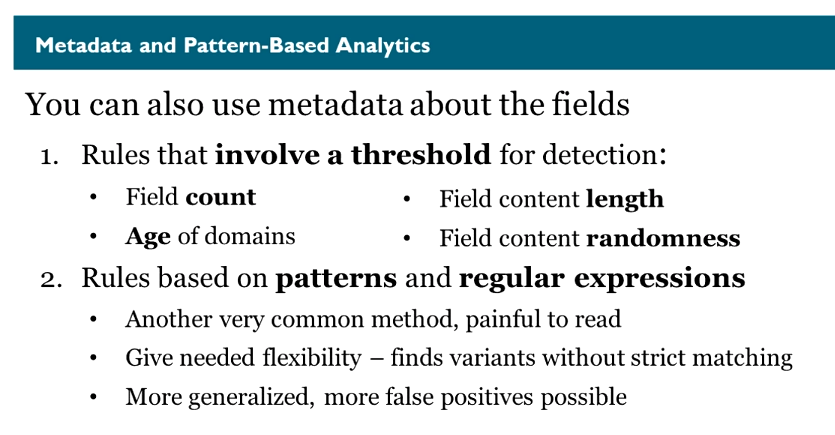 Metadata and Pattern-Based Analytics
You can also use metadata about the fields
1. Rules that involve a threshold for detection:
• Field count
• Age of domains
• Field content length
• Field content randomness
2. Rules based on patterns and regular expressions
• Another very common method, painful to read
• Give needed flexibility – finds variants without strict matching
• More generalized, more false positives possible